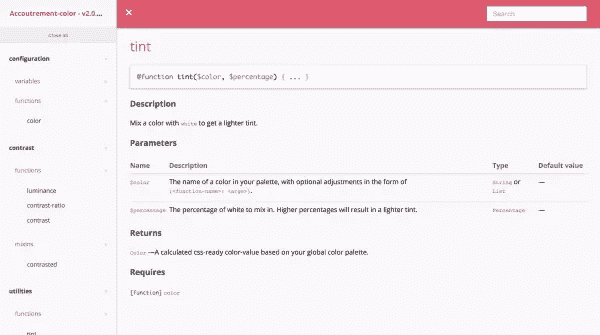 Accoutrement-color - v2.0....
Close all
configuration
variables
functions
color
contrast
functions
luminance
contrast-ratio
contrast
mixins
contrasted
utilities
functions
tint
×
Search
tint
@function tint($color, $percentage) { ... }
Description
Mix a color with white to get a lighter tint.
Parameters
Name Description Type Default value
$color The name of a color in your palette, with optional adjustments in the form of String or
(<function-name>: <args>). List —
$percentage The percentage of white to mix in. Higher percentages will result in a lighter tint. Percentage —
Returns
Color —A calculated css-ready color-value based on your global color palette.
Requires
[function] color